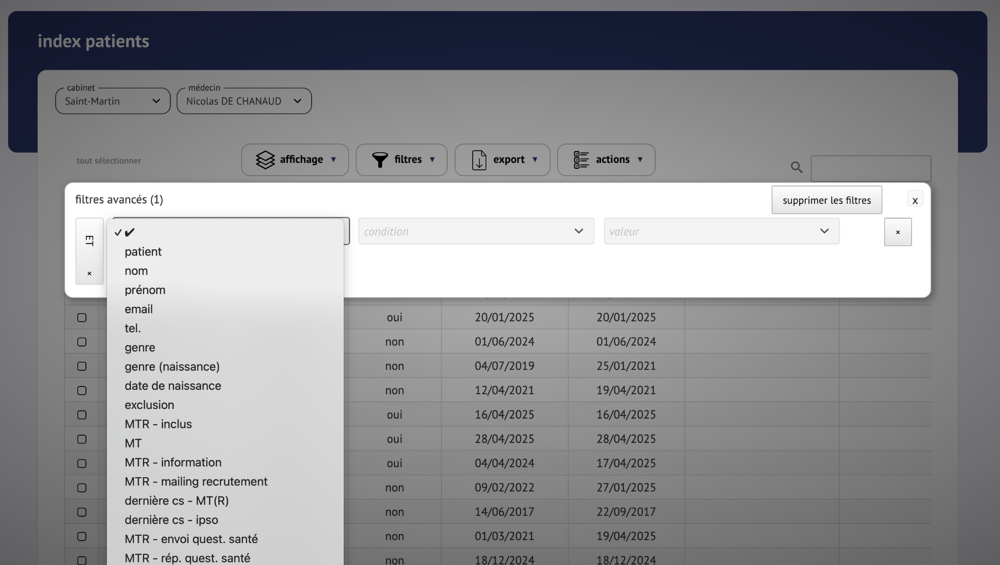 index patients
cabinet
Saint-Martin
médecin
Nicolas DE CHANAUD
tout sélectionner
affichage ▼
filtres ▼
export ▼
actions ▼
filtres avancés (1)
supprimer les filtres
x
ET
×
✓ ✔
condition
valeur
×
patient
nom
prénom
email
tel.
genre
genre (naissance)
date de naissance
exclusion
MTR - inclus
MT
MTR - information
MTR - mailing recrutement
dernière cs - MT(R)
dernière cs - ipso
MTR - envoi quest. santé
MTR - rép. quest. santé
oui 20/01/2025 20/01/2025
non 01/06/2024 01/06/2024
non 04/07/2019 25/01/2021
non 12/04/2021 19/04/2021
oui 16/04/2025 16/04/2025
oui 28/04/2025 28/04/2025
oui 04/04/2024 17/04/2025
non 09/02/2022 27/01/2025
non 14/06/2017 22/09/2017
non 01/03/2021 19/04/2025
non 18/12/2024 18/12/2024